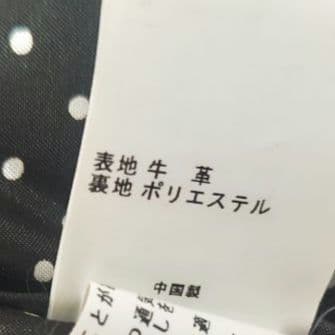 表地 牛 革
裏地 ポリエステル
中国製